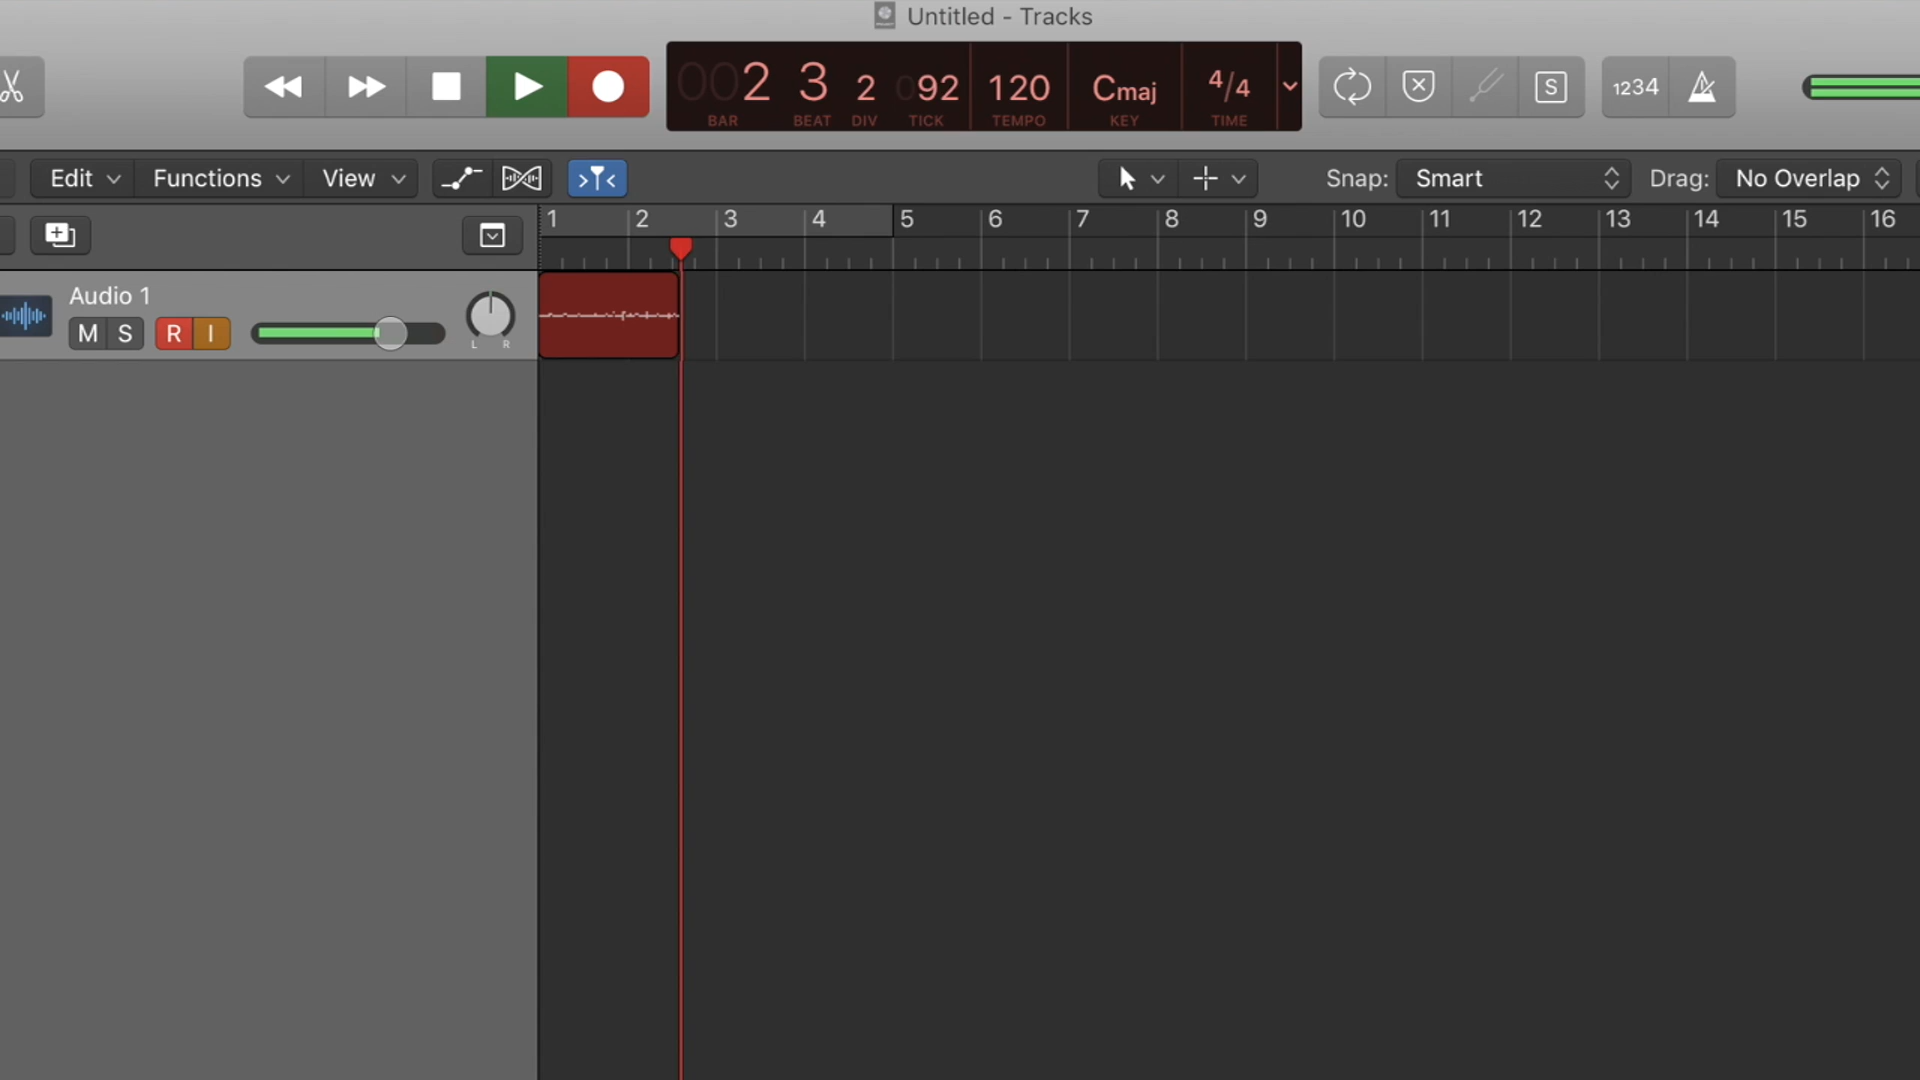 Untitled - Tracks
002 3 2 092 120 Cmaj 4/4
BAR BEAT DIV TICK TEMPO KEY TIME
S 1234
Edit Functions View Snap: Smart Drag: No Overlap
1 2 3 4 5 6 7 8 9 10 11 12 13 14 15 16
Audio 1
M S R I
L R